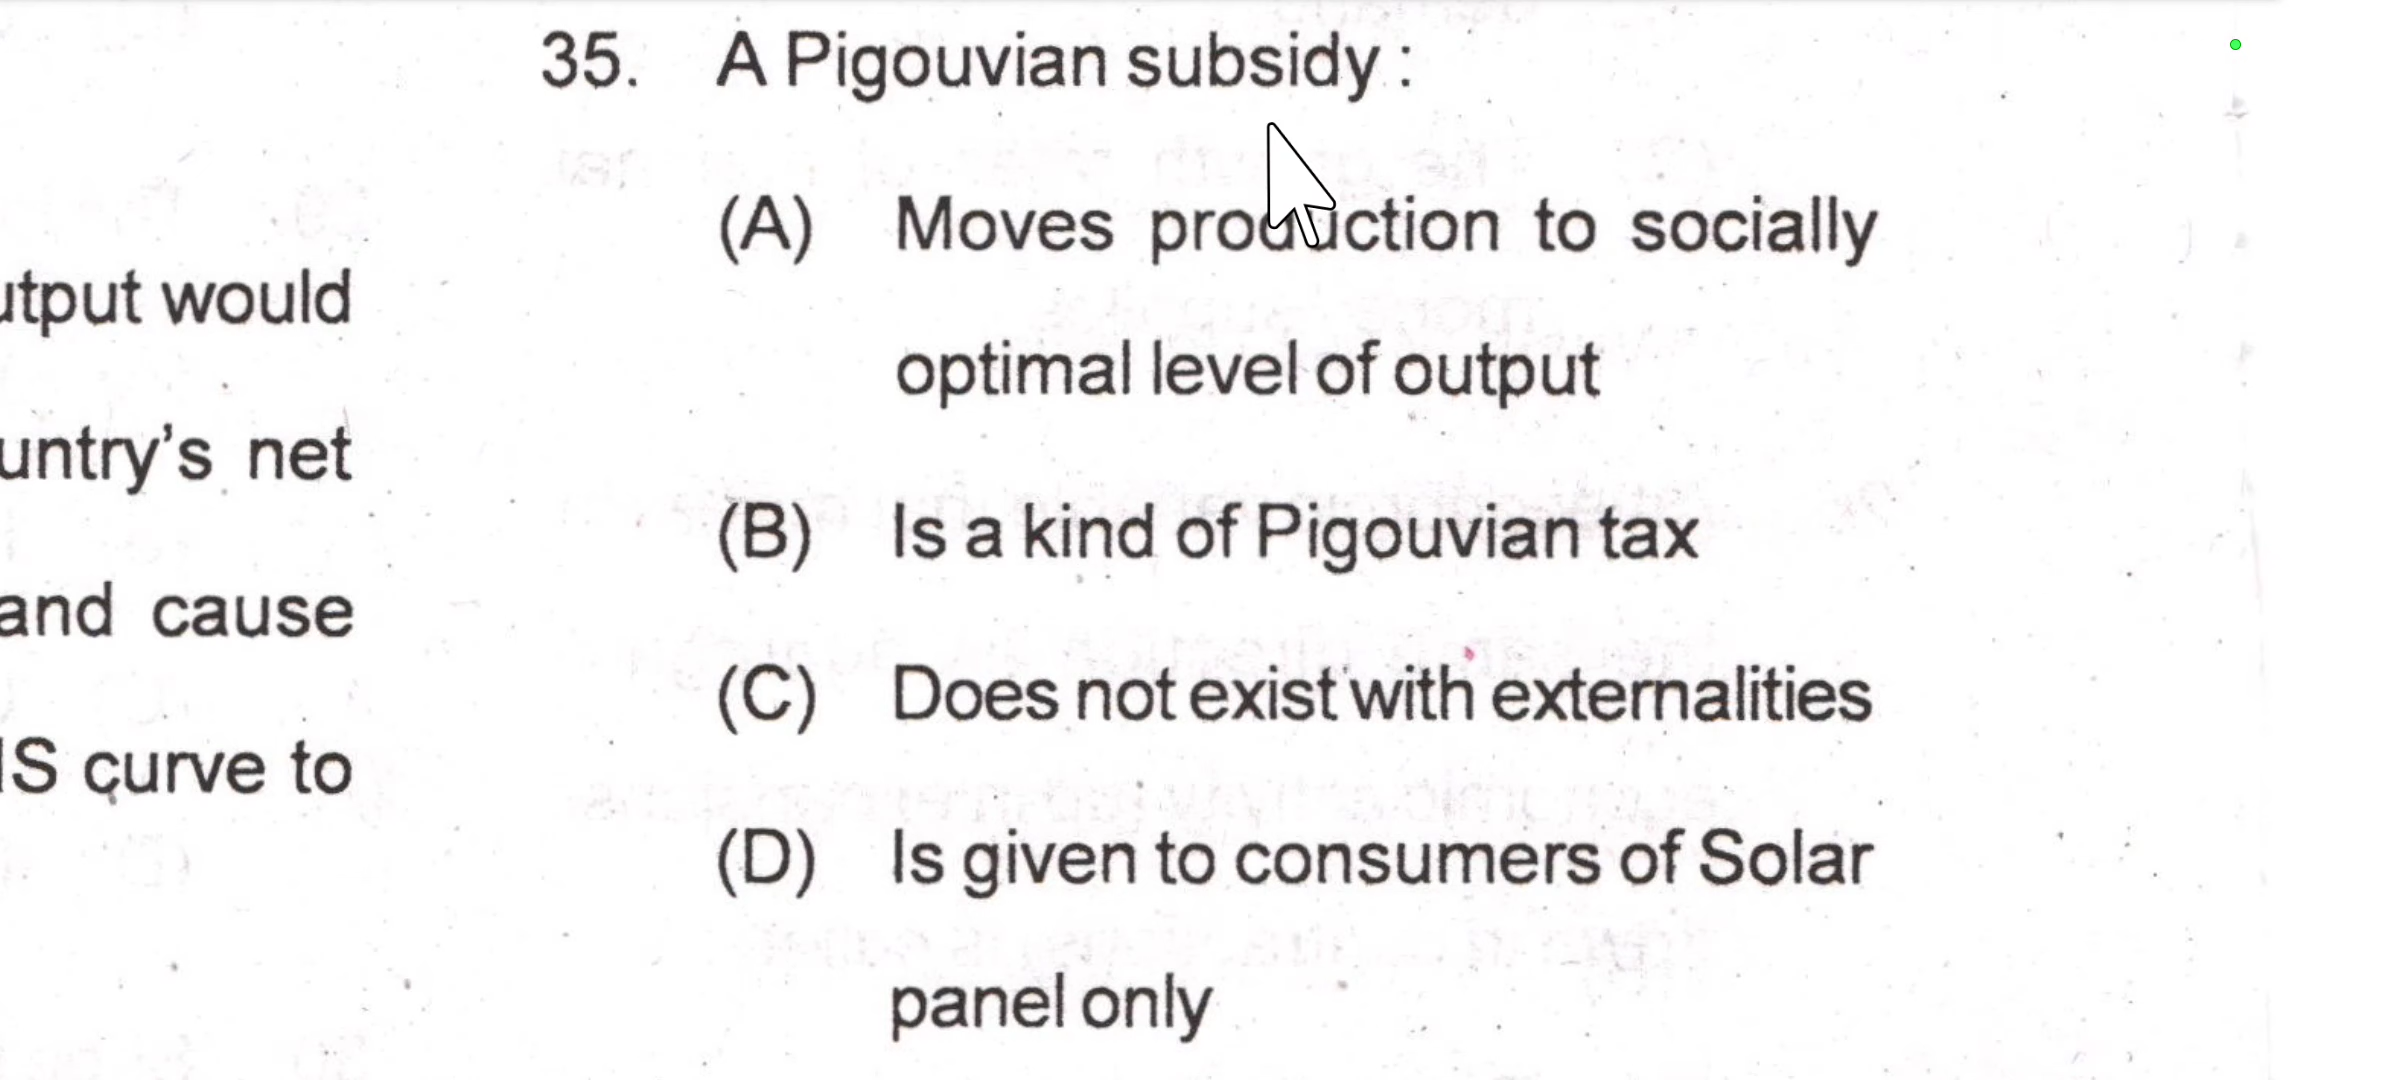 utput would
untry's net
and cause
IS curve to
35. A Pigouvian subsidy :
(A) Moves production to socially
optimal level of output
(B) Is a kind of Pigouvian tax
(C) Does not exist with externalities
(D) Is given to consumers of Solar
panel only